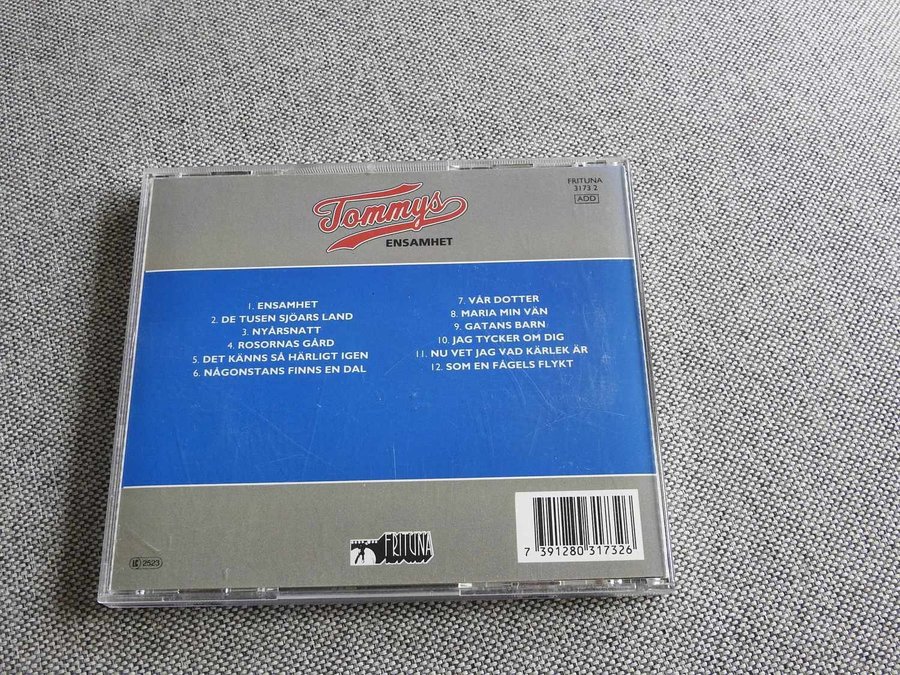 Tommys
ENSAMHET
FRITUNA
3173 2
ADD
1. ENSAMHET
2. DE TUSEN SJÖARS LAND
3. NYÅRSNATT
4. ROSORNAS GÅRD
5. DET KÄNNS SÅ HÄRLIGT IGEN
6. NÅGONSTANS FINNS EN DAL
7. VÅR DOTTER
8. MARIA MIN VÄN
9. GATANS BARN
10. JAG TYCKER OM DIG
11. NU VET JAG VAD KÄRLEK ÄR
12. SOM EN FÅGELS FLYKT
LC 2523
FRITUNA
7 391280 317326